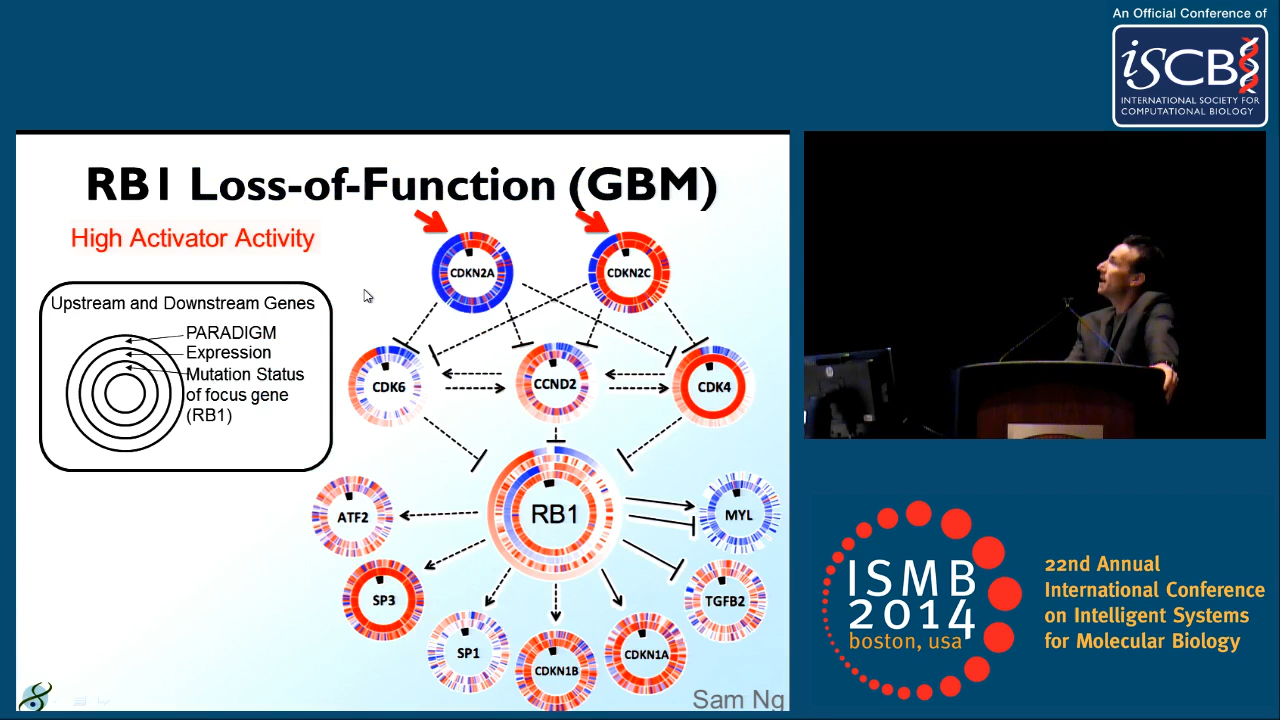 An Official Conference of
iSCB
INTERNATIONAL SOCIETY FOR
COMPUTATIONAL BIOLOGY
RB1 Loss-of-Function (GBM)
High Activator Activity
Upstream and Downstream Genes
PARADIGM
Expression
Mutation Status
of focus gene
(RB1)
CDKN2A
CDKN2C
CDK6
CCND2
CDK4
RB1
ATF2
MYL
SP3
TGFB2
SP1
CDKN1B
CDKN1A
Sam Ng
ISMB
2014
boston, usa
22nd Annual
International Conference
on Intelligent Systems
for Molecular Biology